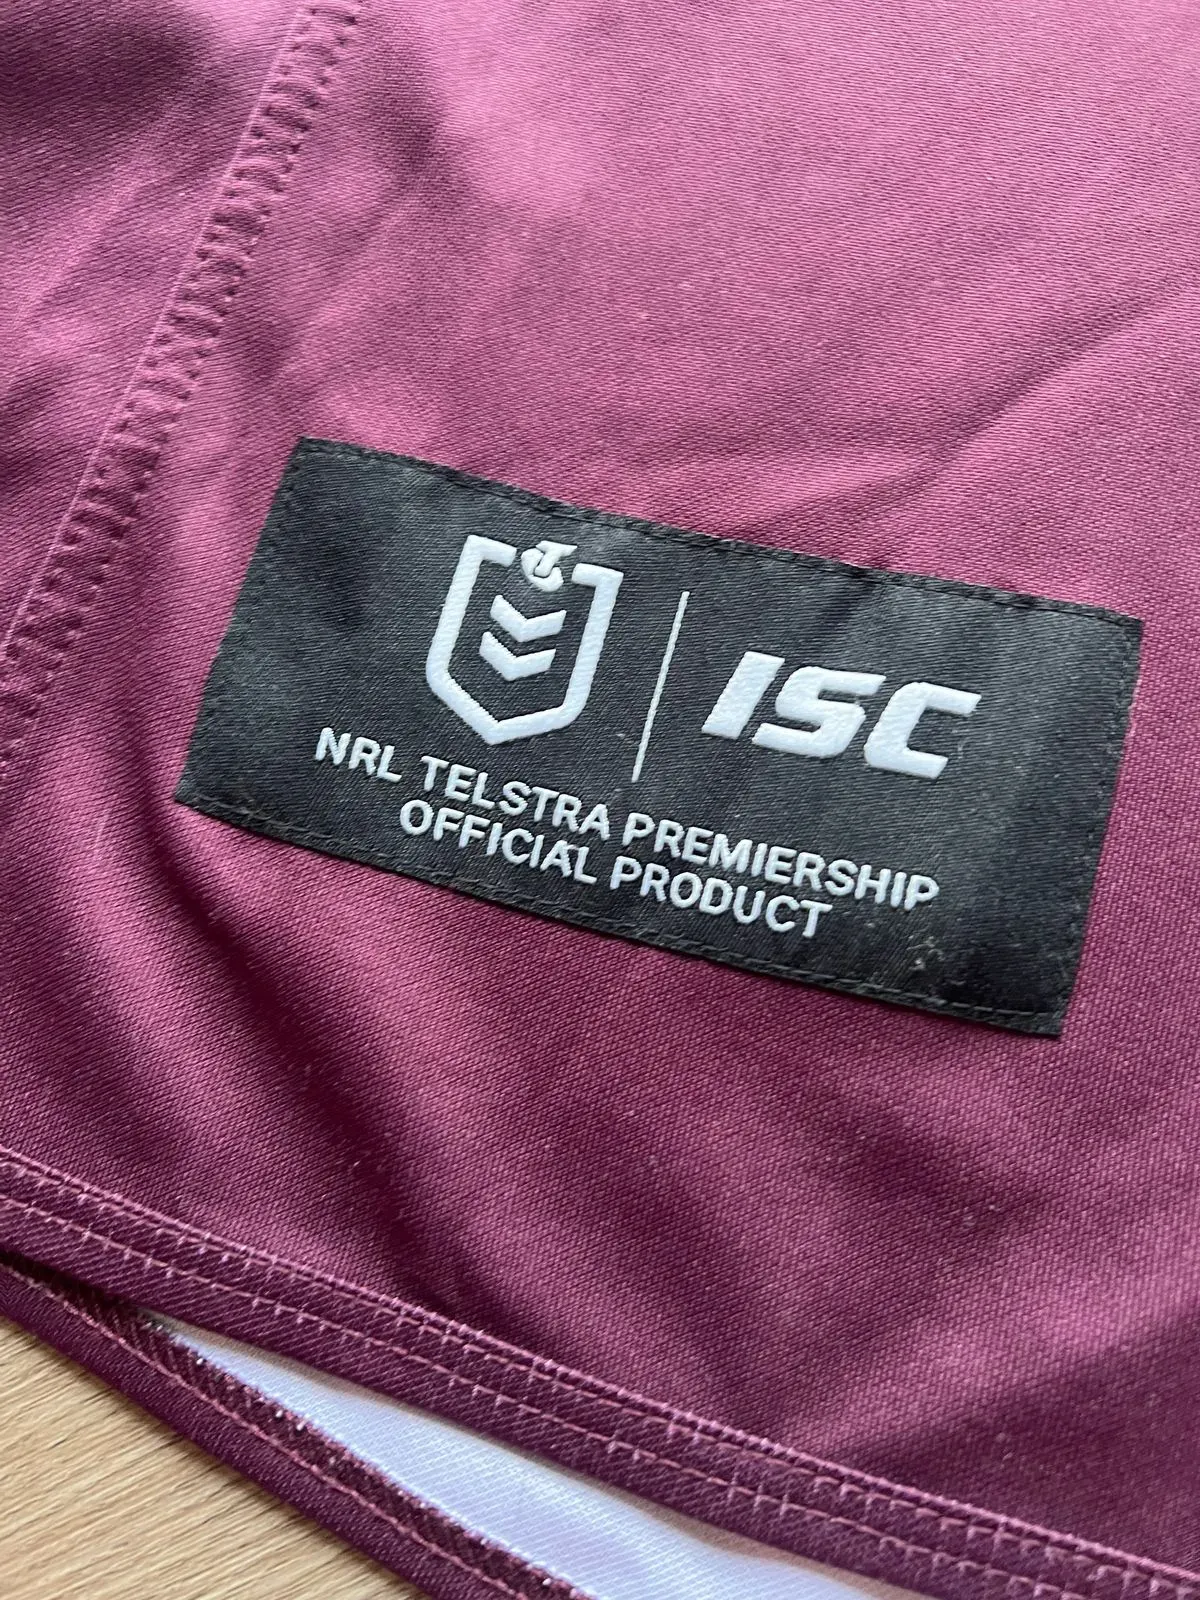 ISC
NRL TELSTRA PREMIERSHIP
OFFICIAL PRODUCT